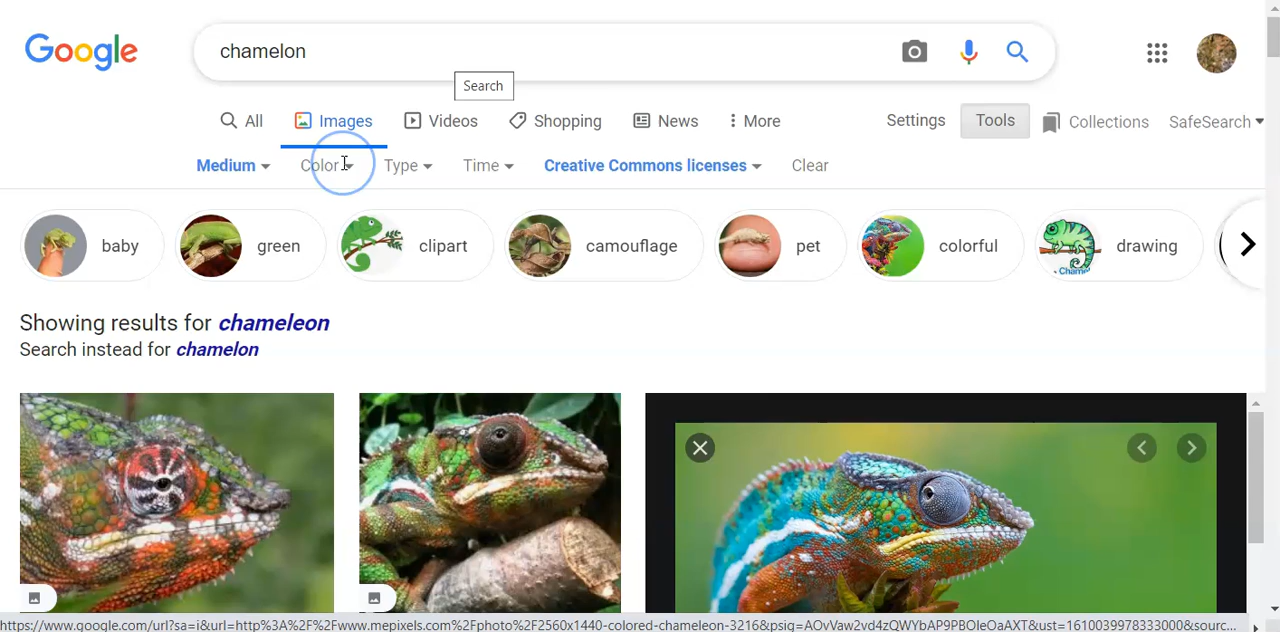 Google
chamelon
Search
All Images Videos Shopping News More Settings Tools Collections SafeSearch
Medium Color Type Time Creative Commons licenses Clear
baby green clipart camouflage pet colorful drawing
Chame
Showing results for chameleon
Search instead for chamelon
https://www.google.com/url?sa=i&url=http%3A%2F%2Fwww.mepixels.com%2Fphoto%2F2560x1440-colored-chameleon-3216&psig=AOvVaw2vd4zQWYbAP9PBOleOaAXT&ust=1610039978333000&sourc...